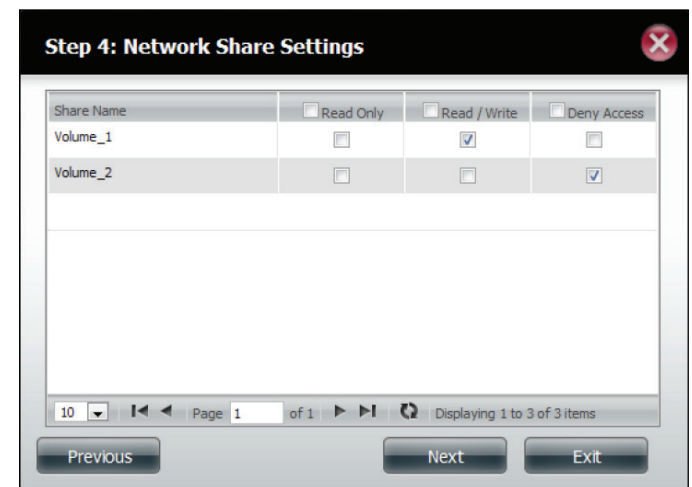 Step 4: Network Share Settings
Share Name Read Only Read / Write Deny Access
Volume_1
Volume_2
10 Page 1 of 1 Displaying 1 to 3 of 3 items
Previous Next Exit